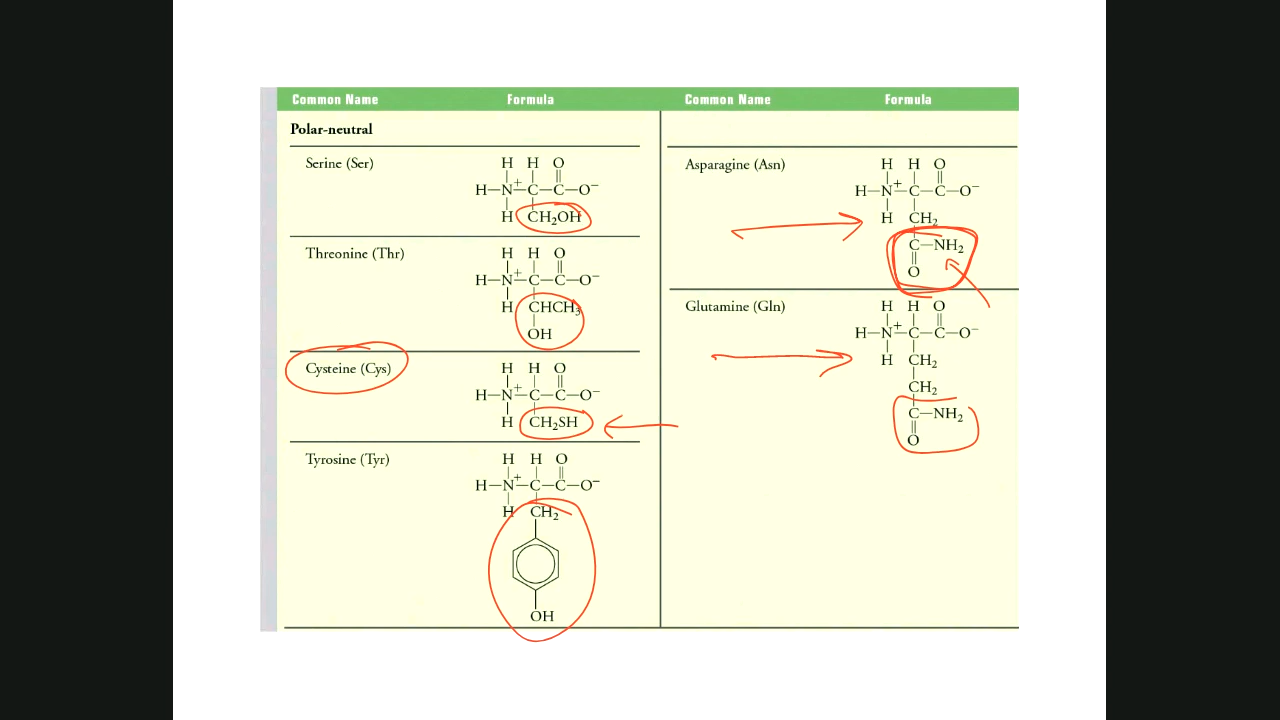 Common Name Formula Common Name Formula
Polar-neutral
Serine (Ser)
H H O
H—N⁺—C—C—O⁻
H CH₂OH
Threonine (Thr)
H H O
H—N⁺—C—C—O⁻
H CHCH₃
OH
Cysteine (Cys)
H H O
H—N⁺—C—C—O⁻
H CH₂SH
Tyrosine (Tyr)
H H O
H—N⁺—C—C—O⁻
H CH₂
OH
Asparagine (Asn)
H H O
H—N⁺—C—C—O⁻
H CH₂
C—NH₂
O
Glutamine (Gln)
H H O
H—N⁺—C—C—O⁻
H CH₂
CH₂
C—NH₂
O